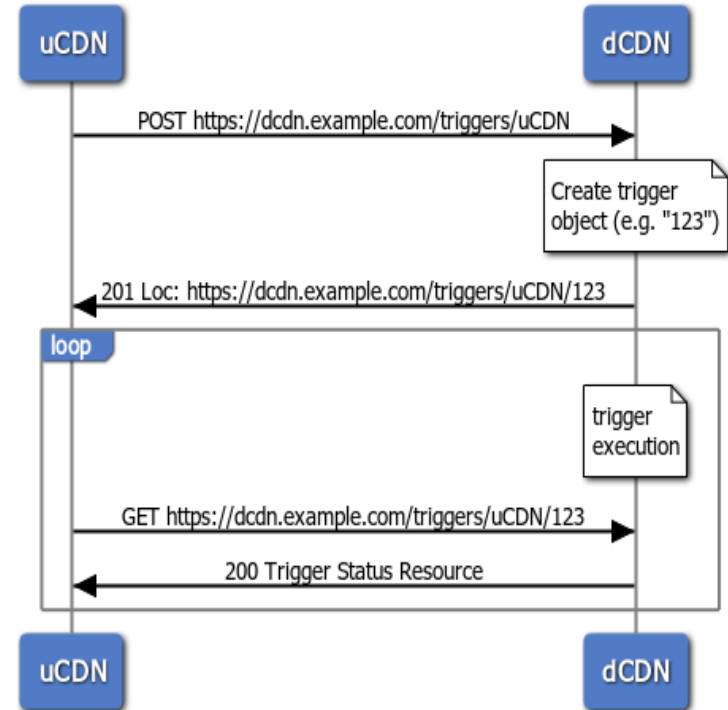 uCDN
dCDN
POST https://dcdn.example.com/triggers/uCDN
Create trigger
object (e.g. "123")
201 Loc: https://dcdn.example.com/triggers/uCDN/123
loop
trigger
execution
GET https://dcdn.example.com/triggers/uCDN/123
200 Trigger Status Resource
uCDN
dCDN